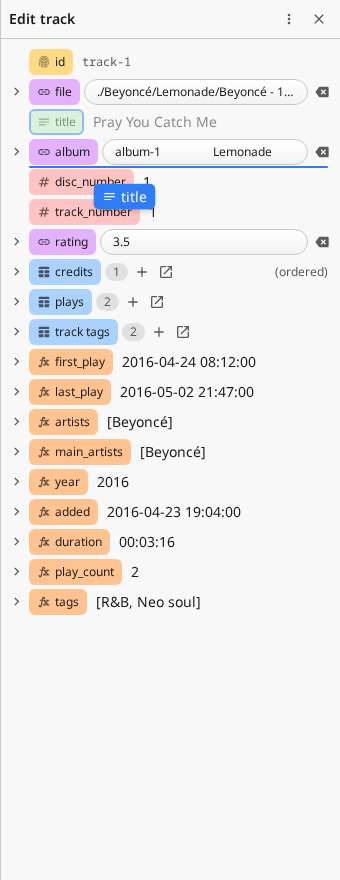 Edit track
id track-1
file ./Beyoncé/Lemonade/Beyoncé - 1...
title Pray You Catch Me
album album-1 Lemonade
disc_number 1
title
track_number 1
rating 3.5
credits 1 (ordered)
plays 2
track tags 2
first_play 2016-04-24 08:12:00
last_play 2016-05-02 21:47:00
artists [Beyoncé]
main_artists [Beyoncé]
year 2016
added 2016-04-23 19:04:00
duration 00:03:16
play_count 2
tags [R&B, Neo soul]